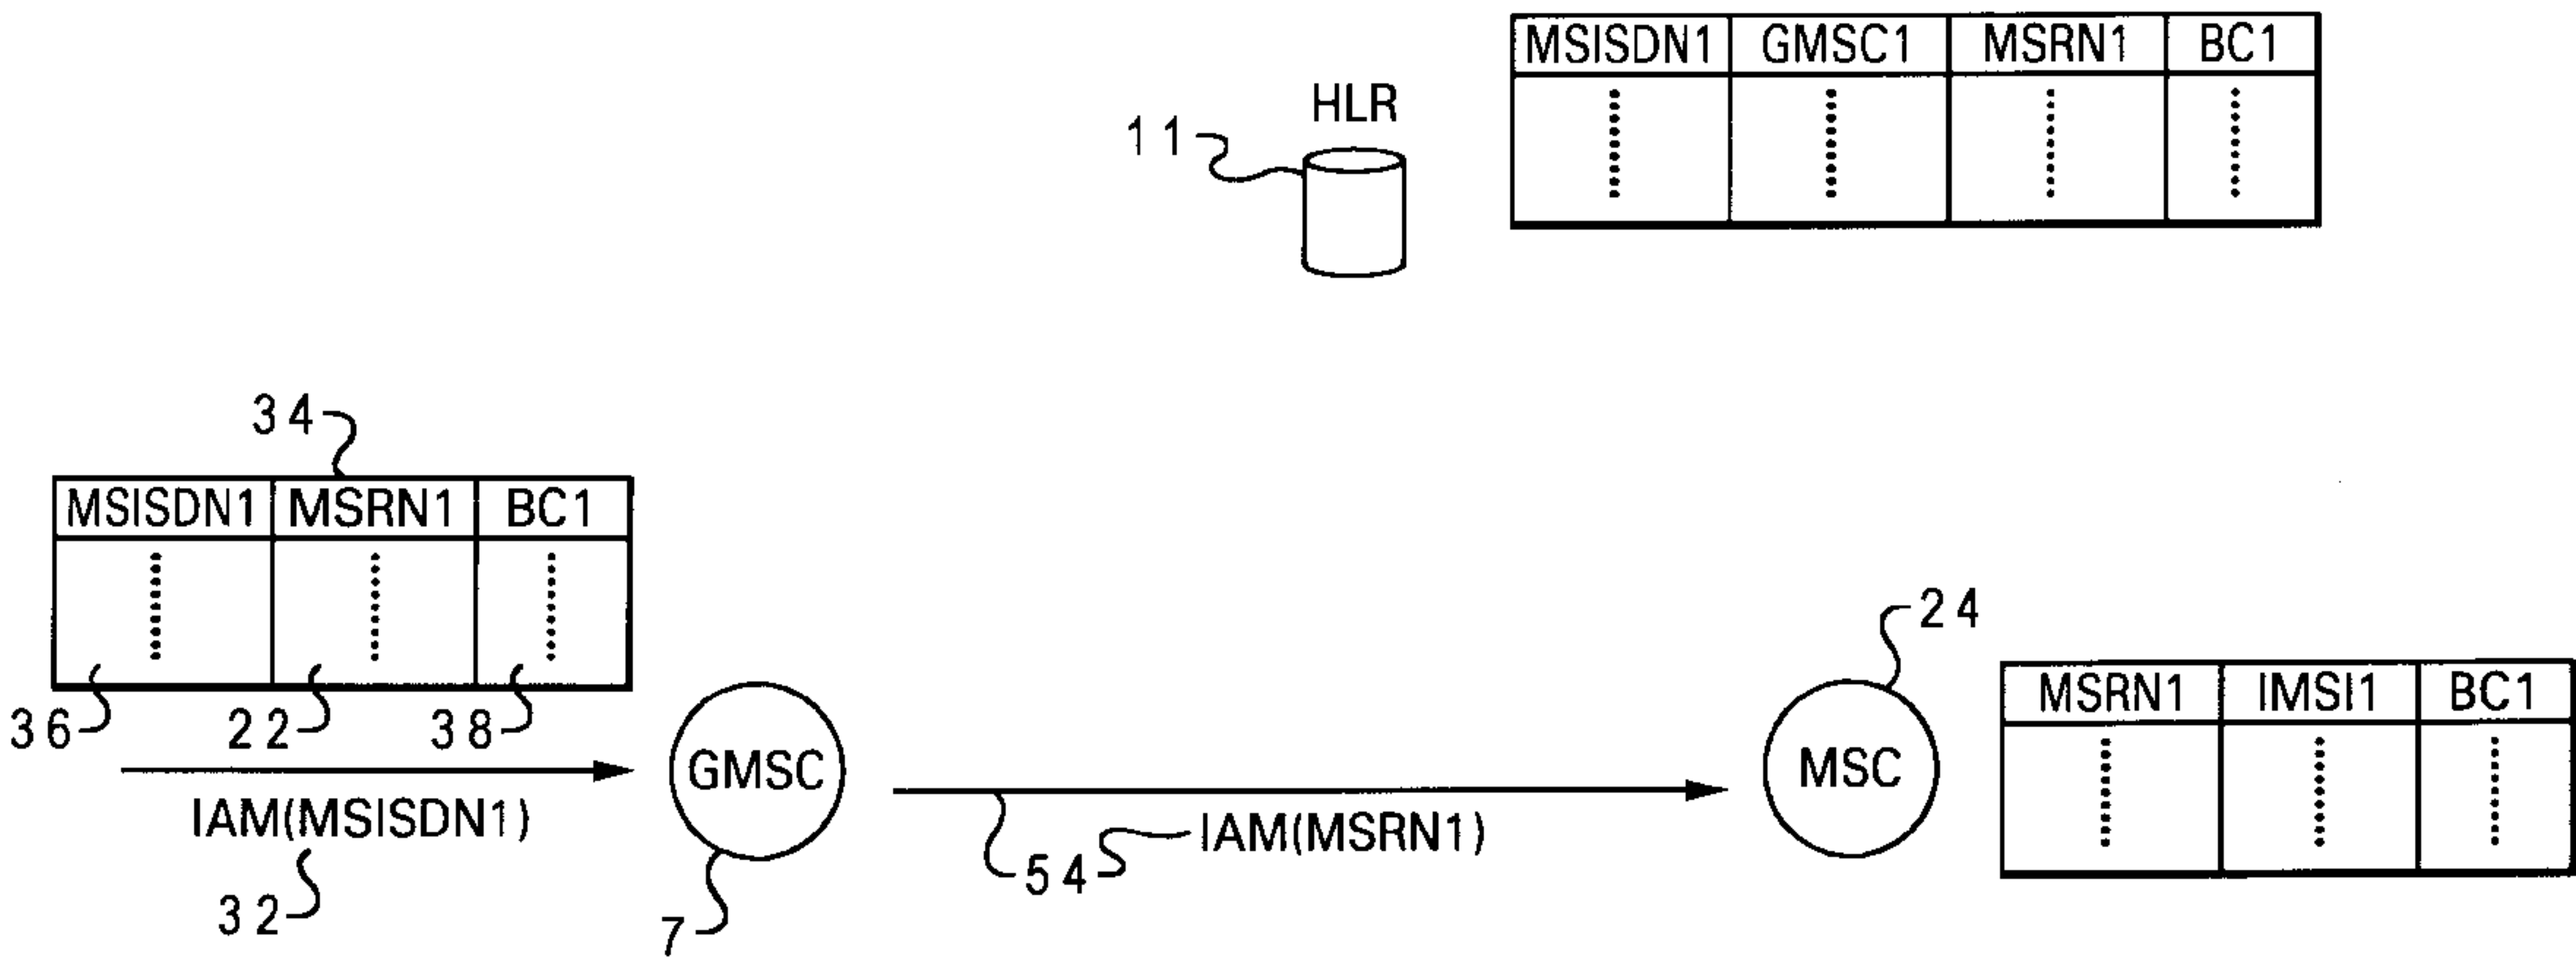 MSISDN1 GMSC1 MSRN1 BC1
HLR
11
34
MSISDN1 MSRN1 BC1
36 22 38
IAM(MSISDN1)
32
GMSC
7
54 IAM(MSRN1)
24
MSC
MSRN1 IMSI1 BC1